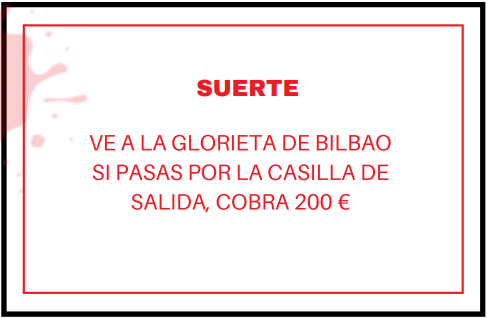 SUERTE
VE A LA GLORIETA DE BILBAO
SI PASAS POR LA CASILLA DE
SALIDA, COBRA 200 €